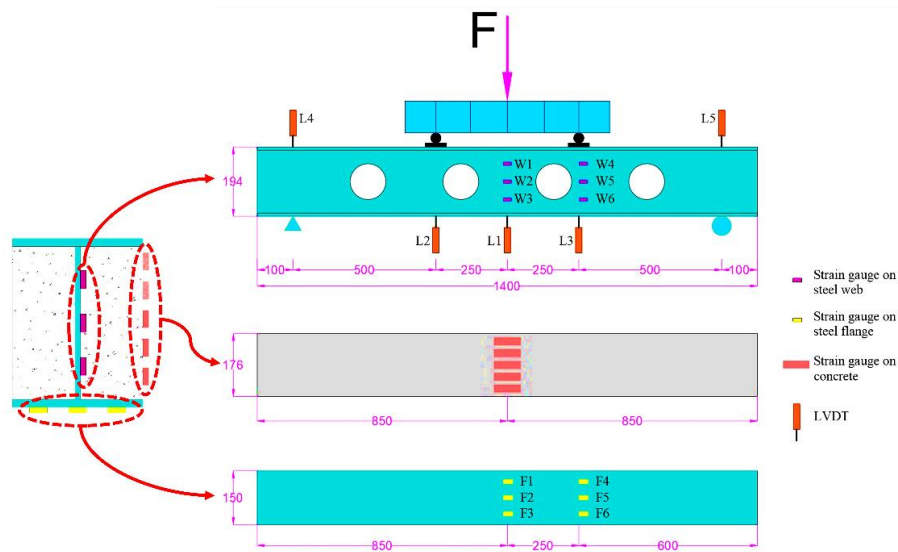 F
L4
L5
W1
W4
W2
W5
W3
W6
194
L2
L1
L3
100
500
250
250
500
100
1400
Strain gauge on
steel web
Strain gauge on
steel flange
Strain gauge on
concrete
LVDT
176
850
850
150
F1
F4
F2
F5
F3
F6
850
250
600